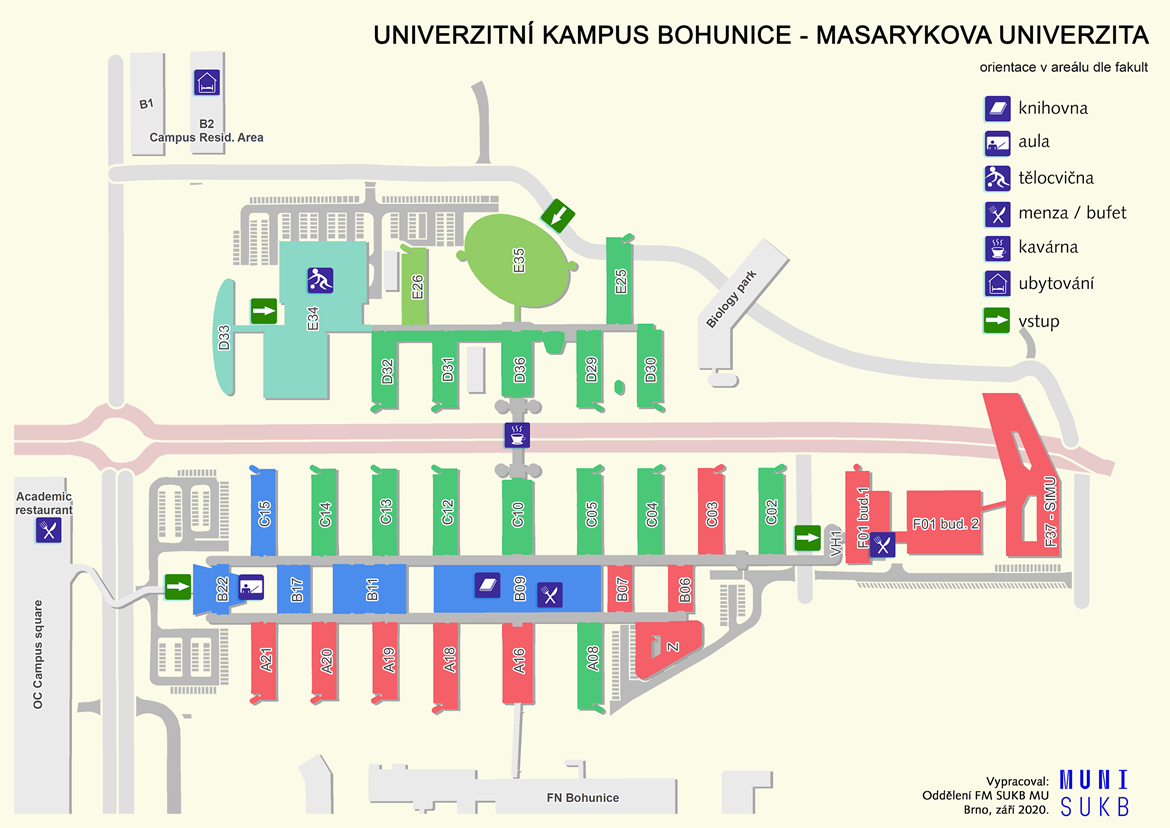 UNIVERZITNÍ KAMPUS BOHUNICE - MASARYKOVA UNIVERZITA
orientace v areálu dle fakult
knihovna
aula
tělocvična
menza / bufet
kavárna
ubytování
vstup
B1
B2
Campus Resid. Area
E35
E26
E25
E34
D33
Biology park
D32
D31
D36
D29
D30
Academic
restaurant
C15
C14
C13
C12
C10
C05
C04
C03
C02
VH1
F01 bud.1
F01 bud. 2
F37 - SIMU
B22
B17
B11
B09
B07
B06
OC Campus square
A21
A20
A19
A18
A16
A08
Z
FN Bohunice
Vypracoval:
Oddělení FM SUKB MU
Brno, září 2020.
MUNI
SUKB